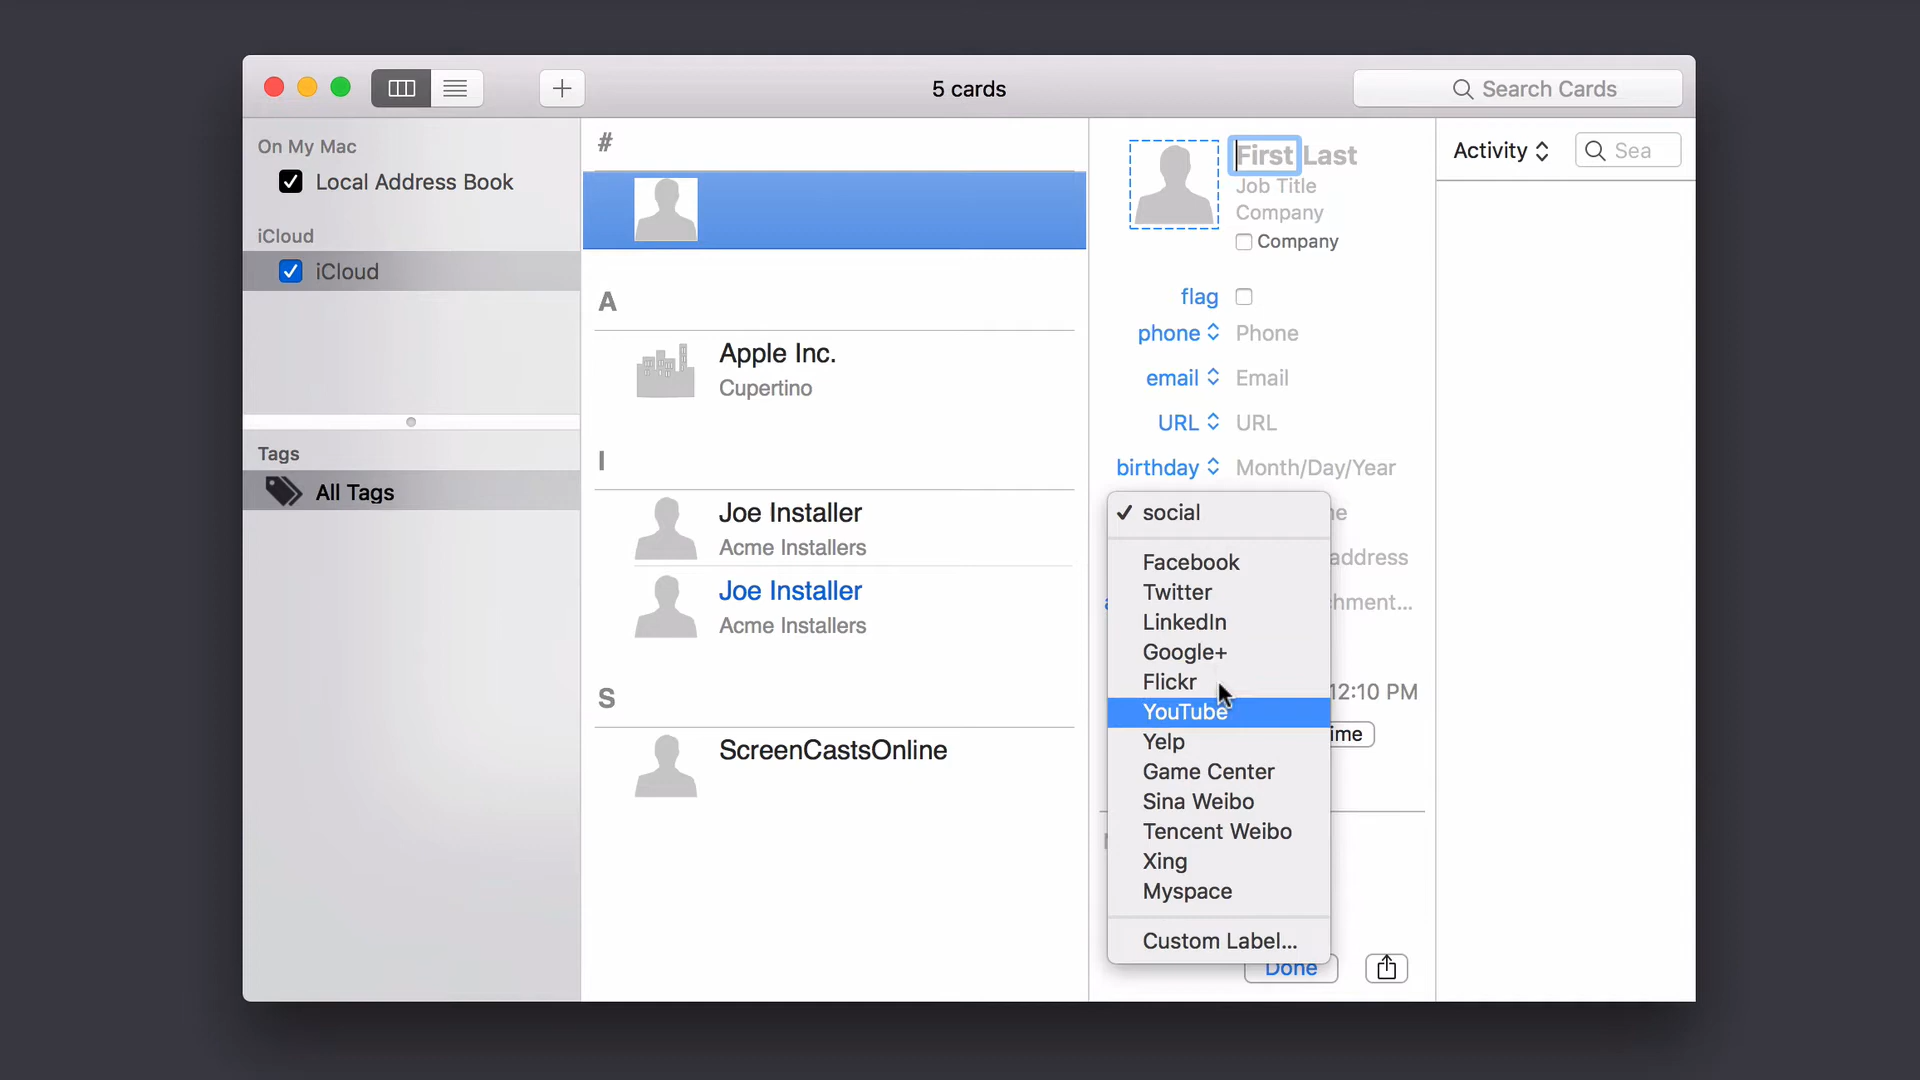 5 cards
Search Cards
On My Mac
Local Address Book
iCloud
iCloud
Tags
All Tags
#
A
Apple Inc.
Cupertino
I
Joe Installer
Acme Installers
Joe Installer
Acme Installers
S
ScreenCastsOnline
First Last
Job Title
Company
Company
flag
phone Phone
email Email
URL URL
birthday Month/Day/Year
social
Facebook
Twitter
LinkedIn
Google+
Flickr
YouTube
Yelp
Game Center
Sina Weibo
Tencent Weibo
Xing
Myspace
Custom Label...
address
12:10 PM
Done
Activity
Sea